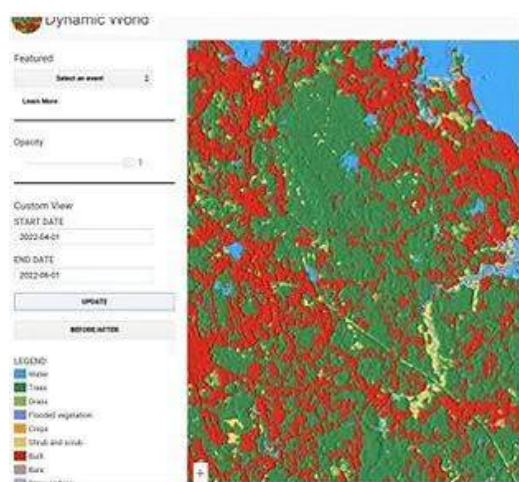 Dynamic World
Featured
Select an event
Learn More
Opacity
1
Custom View
START DATE
2022-04-01
END DATE
2022-06-01
UPDATE
BEFORE/AFTER
LEGEND
Water
Trees
Grass
Flooded vegetation
Crops
Shrub and scrub
Built
Bare